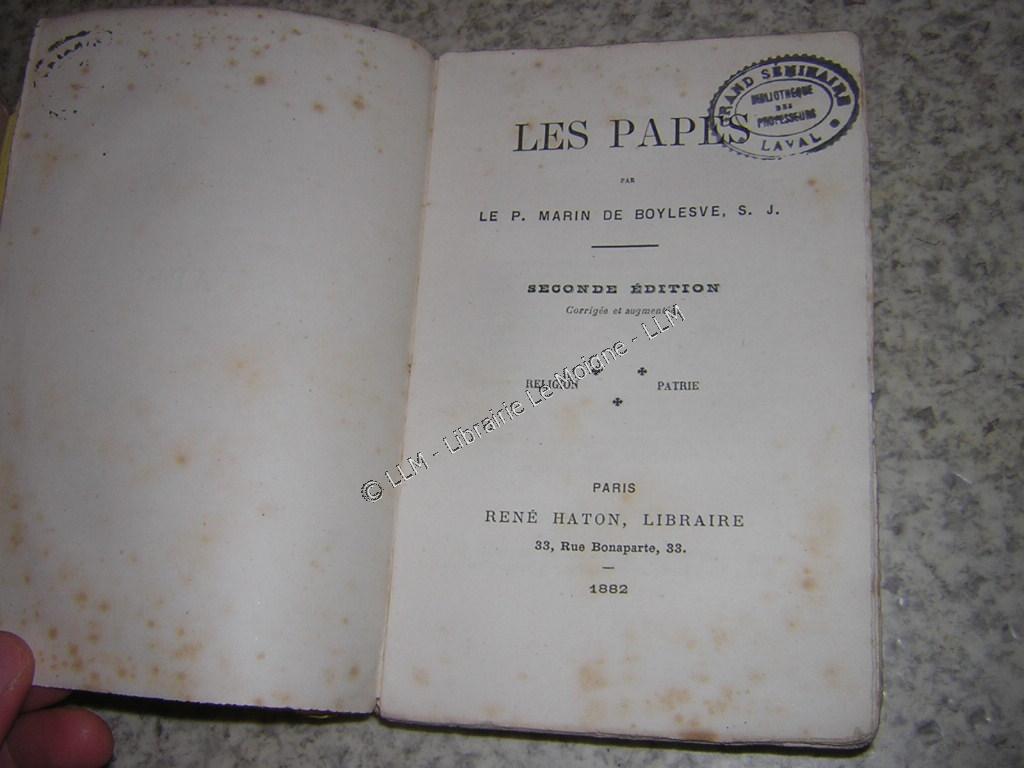 GRAND SÉMINAIRE
BIBLIOTHÈQUE
DES
PROFESSEURS
LAVAL
LES PAPES
PAR
LE P. MARIN DE BOYLESVE, S. J.
SECONDE ÉDITION
Corrigée et augmentée
RELIGION PATRIE
© LLM - Librairie Le Moigne - LLM
PARIS
RENÉ HATON, LIBRAIRE
33, Rue Bonaparte, 33.
1882